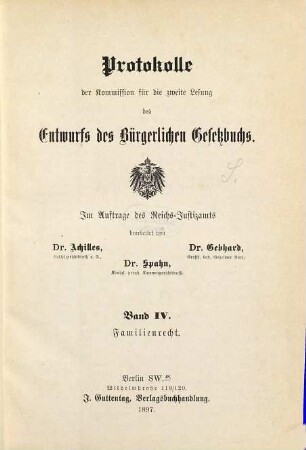 Protokolle
der Kommission für die zweite Lesung
des
Entwurfs des Bürgerlichen Gesetzbuchs.
Im Auftrage des Reichs-Justizamts
bearbeitet von
Dr. Achilles, Dr. Gebhard,
Dr. Spahn,
Band IV.
Familienrecht.
Berlin SW.
Wilhelmstraße 119/120.
J. Guttentag, Verlagsbuchhandlung.
1897.